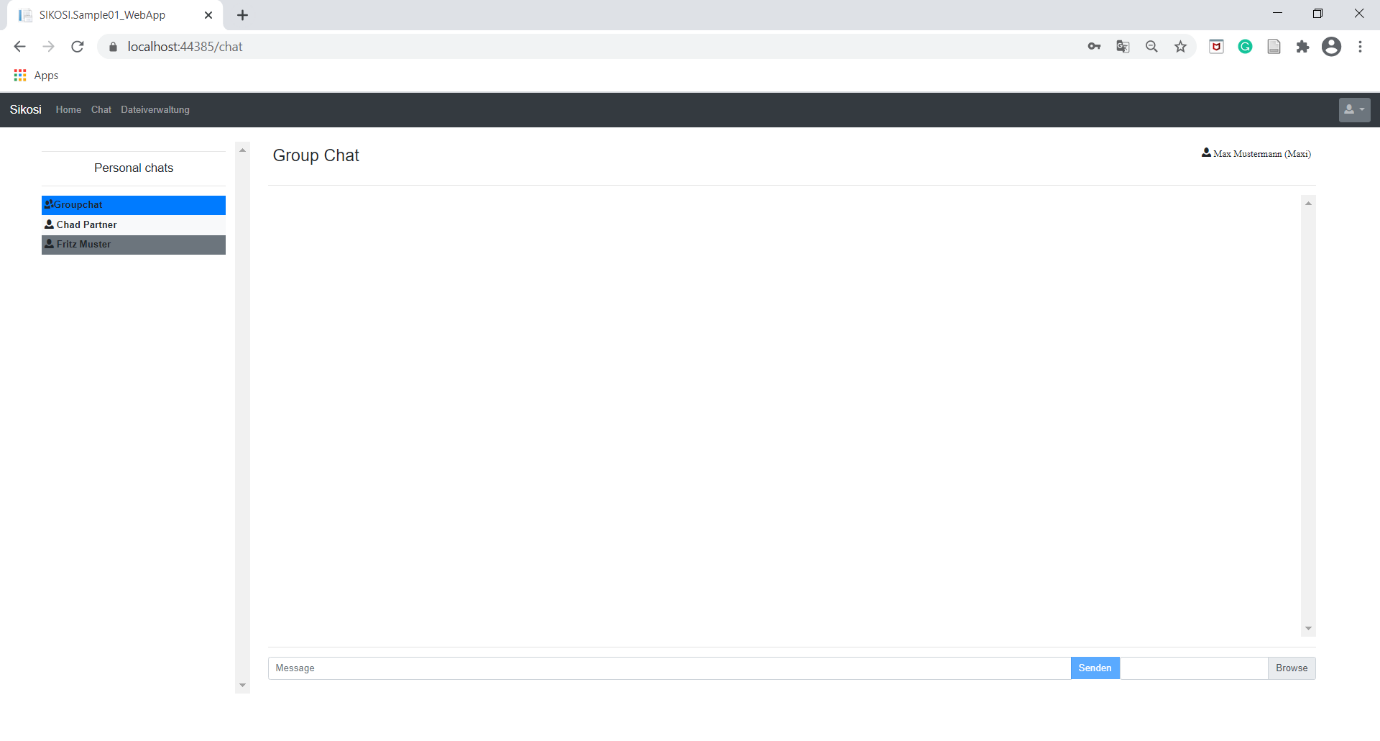 SIKOSI.Sample01_WebApp
localhost:44385/chat
Apps
Sikosi Home Chat Dateiverwaltung
Personal chats
Groupchat
Chad Partner
Fritz Muster
Group Chat
Max Mustermann (Maxi)
Message Senden Browse